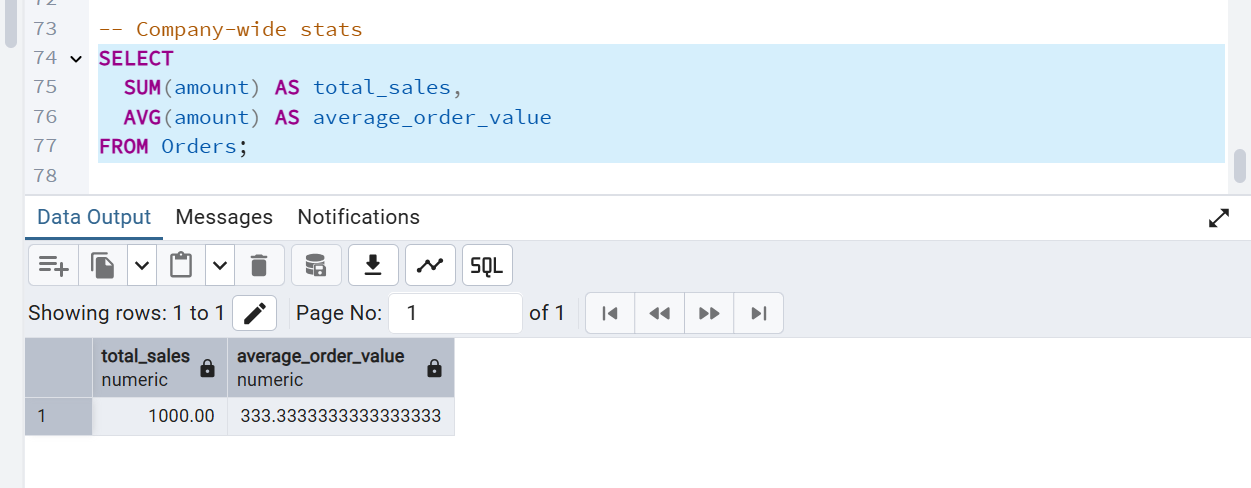 72
73 -- Company-wide stats
74 SELECT
75 SUM(amount) AS total_sales,
76 AVG(amount) AS average_order_value
77 FROM Orders;
78
Data Output Messages Notifications
SQL
Showing rows: 1 to 1 Page No: 1 of 1
total_sales average_order_value
numeric numeric
1 1000.00 333.3333333333333333